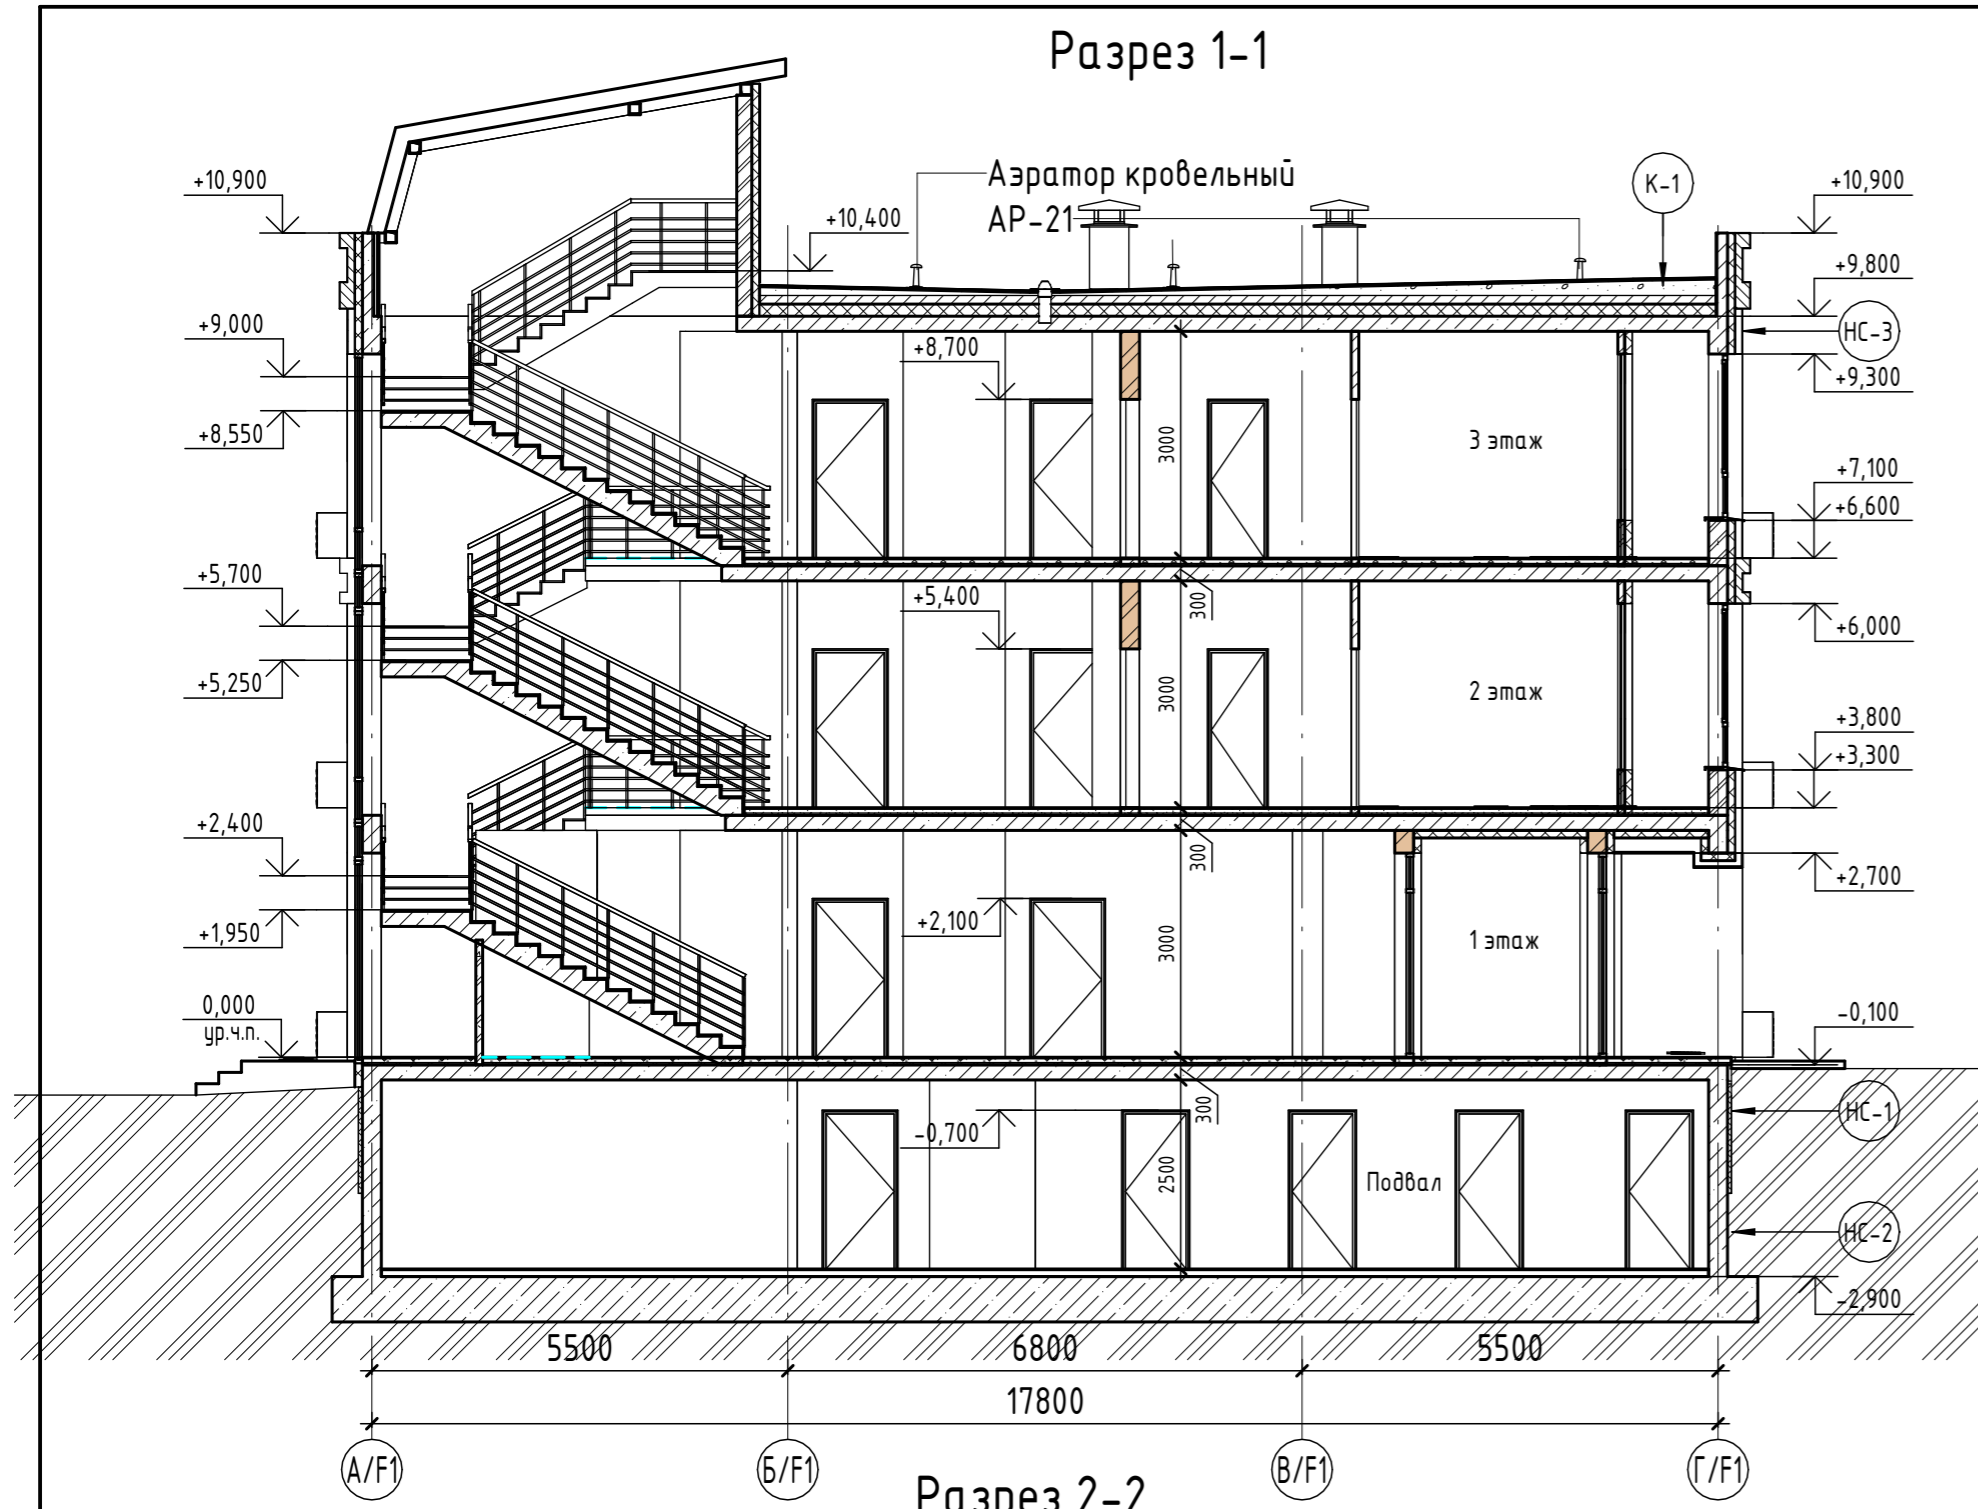 Разрез 1-1
Аэратор кровельный
АР-21
К-1
+10,900
+10,400
+10,900
+9,800
+9,000
+8,700
НС-3
+9,300
+8,550
3000
3 этаж
+7,100
+6,600
+5,700
+5,400
300
+6,000
+5,250
3000
2 этаж
+3,800
+3,300
+2,400
300
+2,700
+1,950
+2,100
3000
1 этаж
0,000
ур.ч.п.
-0,100
300
НС-1
-0,700
2500
Подвал
НС-2
-2,900
5500
6800
5500
17800
А/F1
Б/F1
В/F1
Г/F1
Разрез 2-2